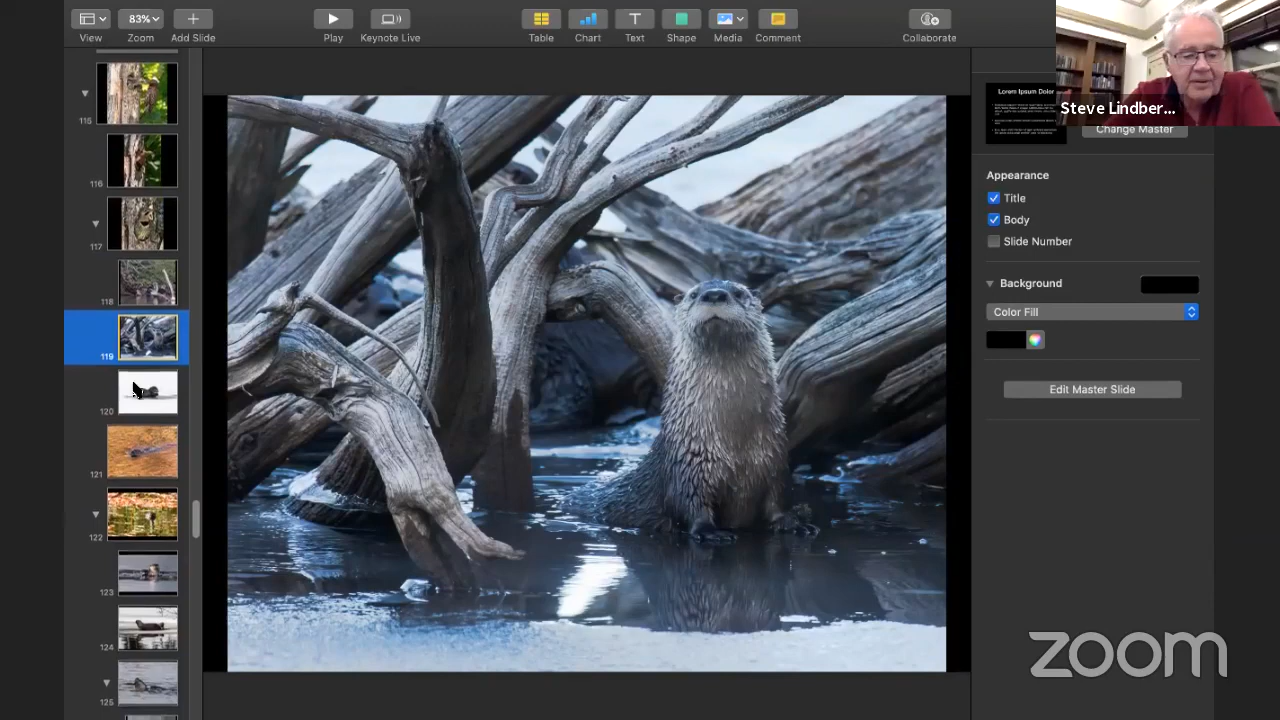 83%
View
Zoom
Add Slide
Play
Keynote Live
Table
Chart
Text
Shape
Media
Comment
Collaborate
Steve Lindber...
Lorem Ipsum Dolor
Change Master
Appearance
Title
Body
Slide Number
Background
Color Fill
Edit Master Slide
115
116
117
118
119
120
121
122
123
124
125
zoom